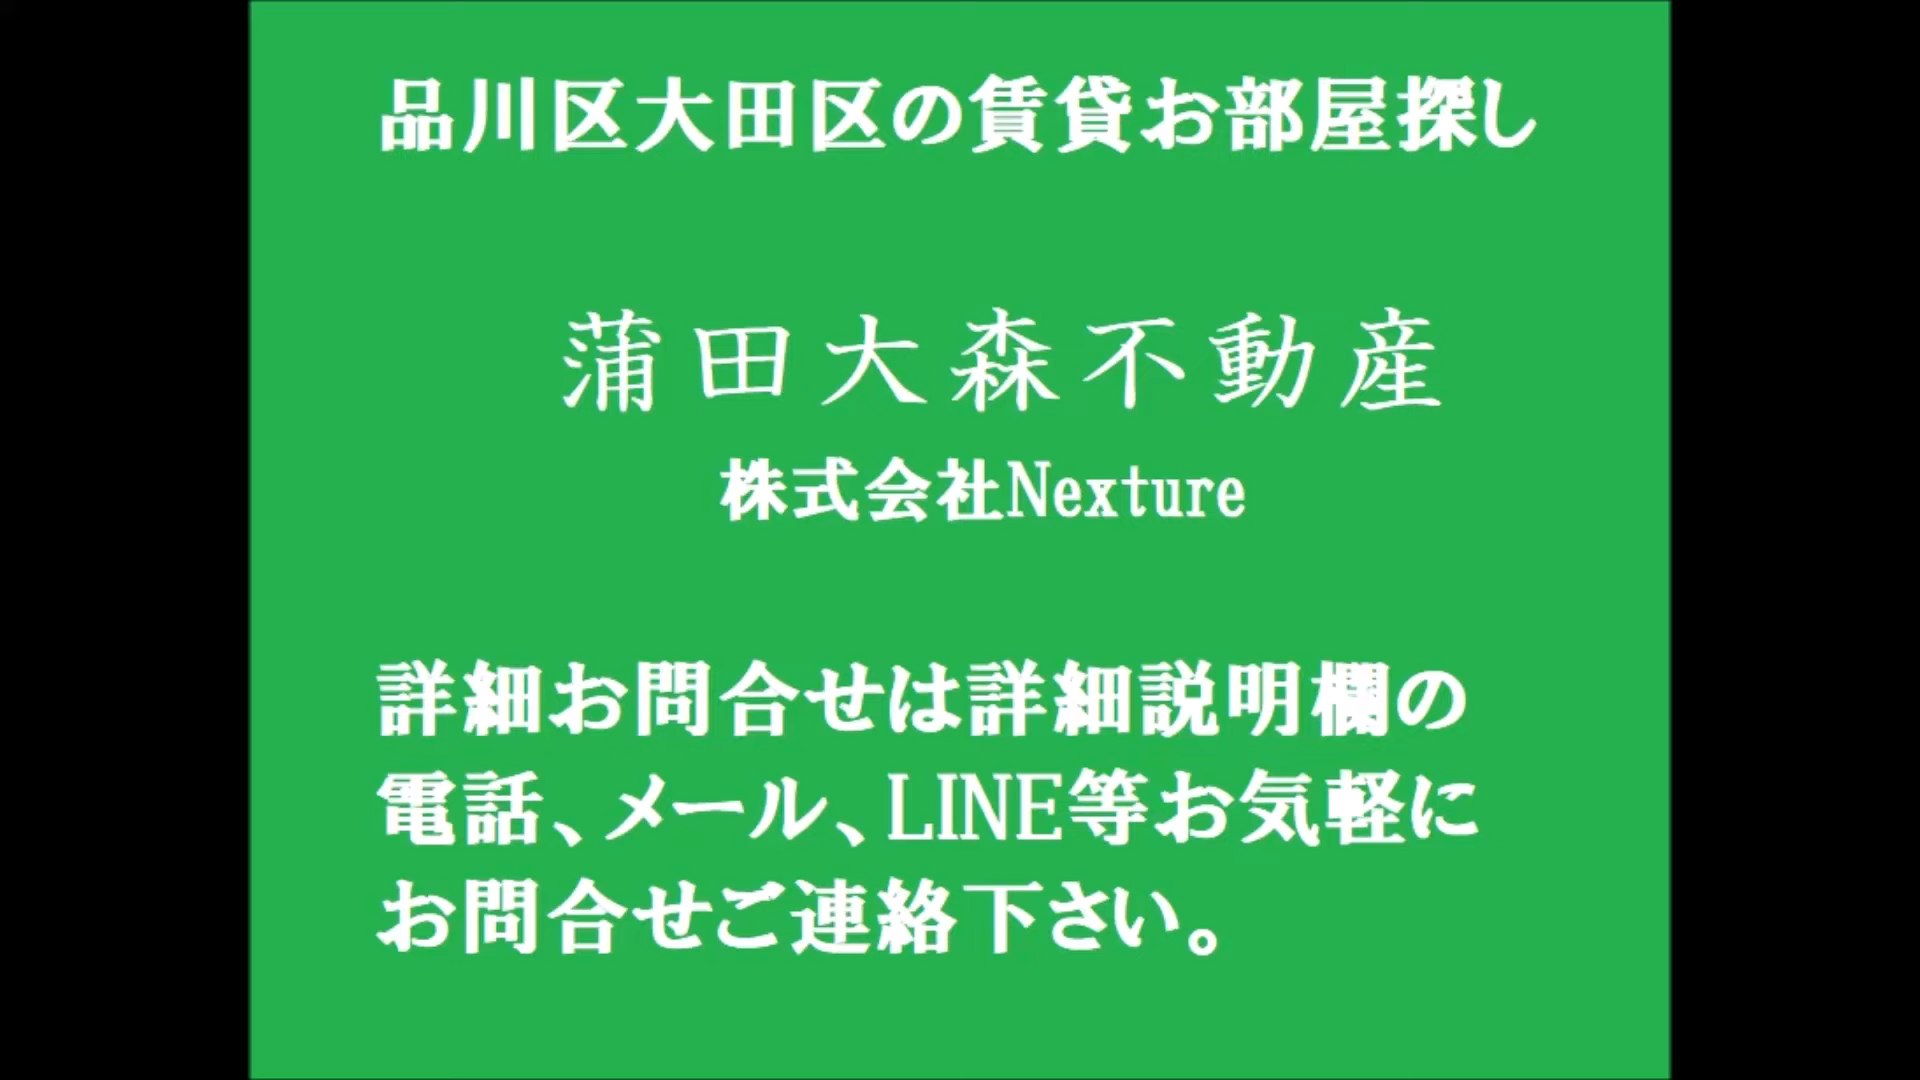 品川区大田区の賃貸お部屋探し
蒲田大森不動産
株式会社Nexture
詳細お問合せは詳細説明欄の
電話、メール、LINE等お気軽に
お問合せご連絡下さい。